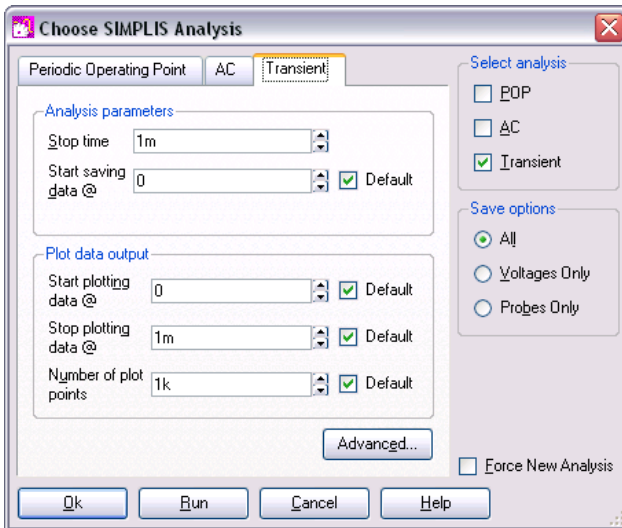 Choose SIMPLIS Analysis
Periodic Operating Point
AC
Transient
Analysis parameters
Stop time
1m
Start saving
data @
0
Default
Plot data output
Start plotting
data @
0
Default
Stop plotting
data @
1m
Default
Number of plot
points
1k
Default
Advanced...
Select analysis
POP
AC
Transient
Save options
All
Voltages Only
Probes Only
Force New Analysis
Ok
Run
Cancel
Help